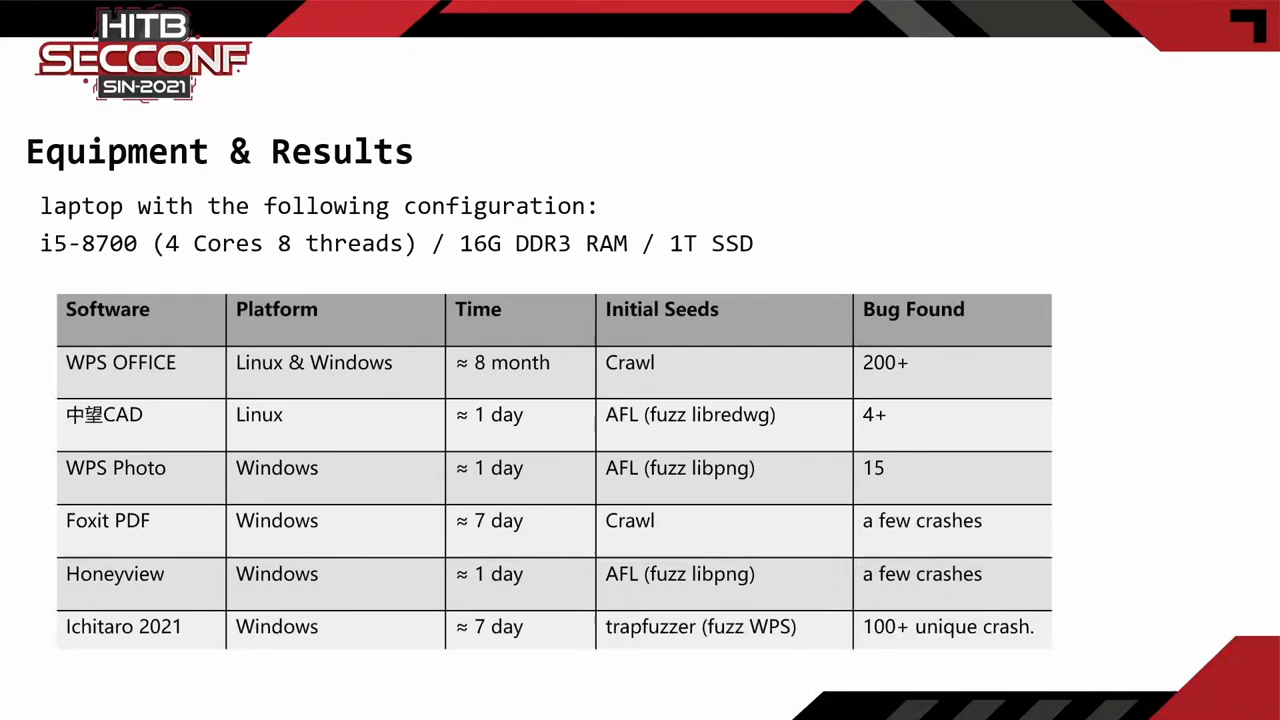 HITB
SECCONF
SIN-2021
Equipment & Results
laptop with the following configuration:
i5-8700 (4 Cores 8 threads) / 16G DDR3 RAM / 1T SSD
Software Platform Time Initial Seeds Bug Found
WPS OFFICE Linux & Windows ≈ 8 month Crawl 200+
中望CAD Linux ≈ 1 day AFL (fuzz libredwg) 4+
WPS Photo Windows ≈ 1 day AFL (fuzz libpng) 15
Foxit PDF Windows ≈ 7 day Crawl a few crashes
Honeyview Windows ≈ 1 day AFL (fuzz libpng) a few crashes
Ichitaro 2021 Windows ≈ 7 day trapfuzzer (fuzz WPS) 100+ unique crash.